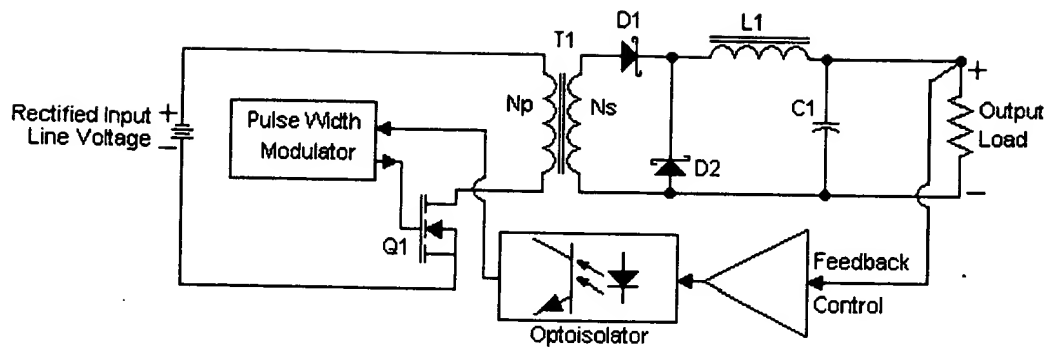 D1
L1
T1
+
Rectified Input +
Line Voltage −
Pulse Width
Modulator
Np
Ns
C1
Output
Load
D2
−
Q1
Feedback
Control
Optoisolator